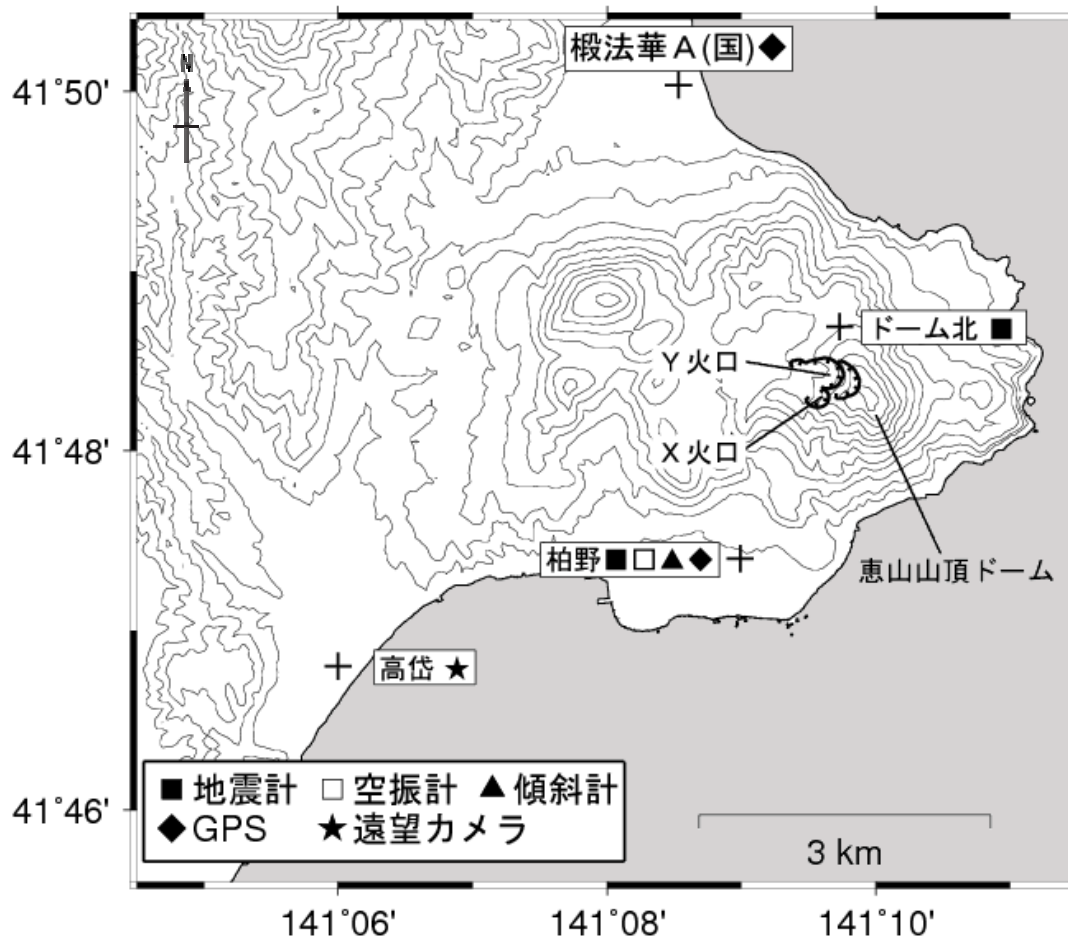 椴法華A(国)◆
41°50'
N
ドーム北 ■
Y火口
X火口
41°48'
柏野■□▲◆
恵山山頂ドーム
高岱 ★
■地震計 □空振計 ▲傾斜計
◆GPS ★遠望カメラ
41°46'
3 km
141°06'
141°08'
141°10'